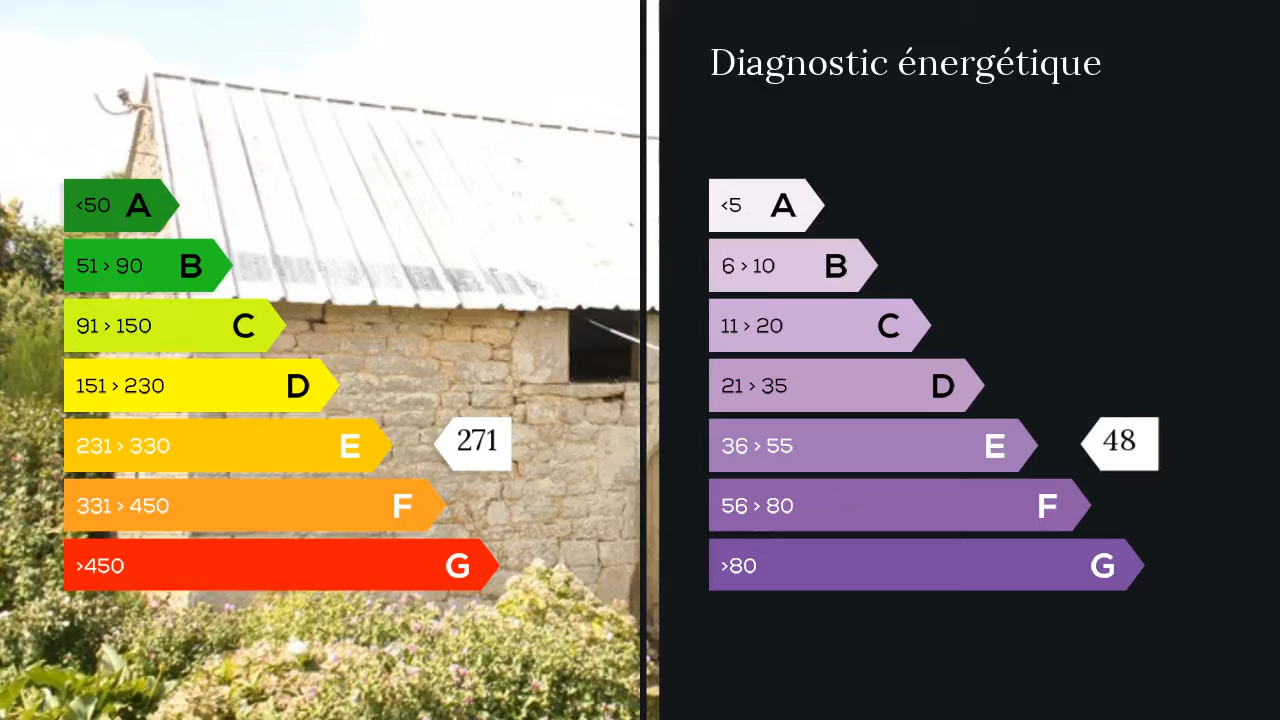 Diagnostic énergétique
<50 A
51 > 90 B
91 > 150 C
151 > 230 D
231 > 330 E
271
331 > 450 F
>450 G
<5 A
6 > 10 B
11 > 20 C
21 > 35 D
36 > 55 E
48
56 > 80 F
>80 G